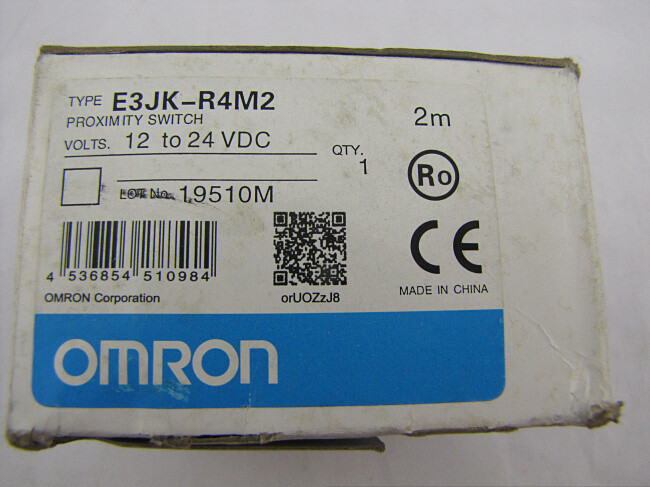 TYPE E3JK-R4M2
PROXIMITY SWITCH
VOLTS. 12 to 24 VDC
QTY.
1
LOT No. 19510M
2m
Ro
CE
MADE IN CHINA
4 536854 510984
OMRON Corporation
orUOZzJ8
OMRON